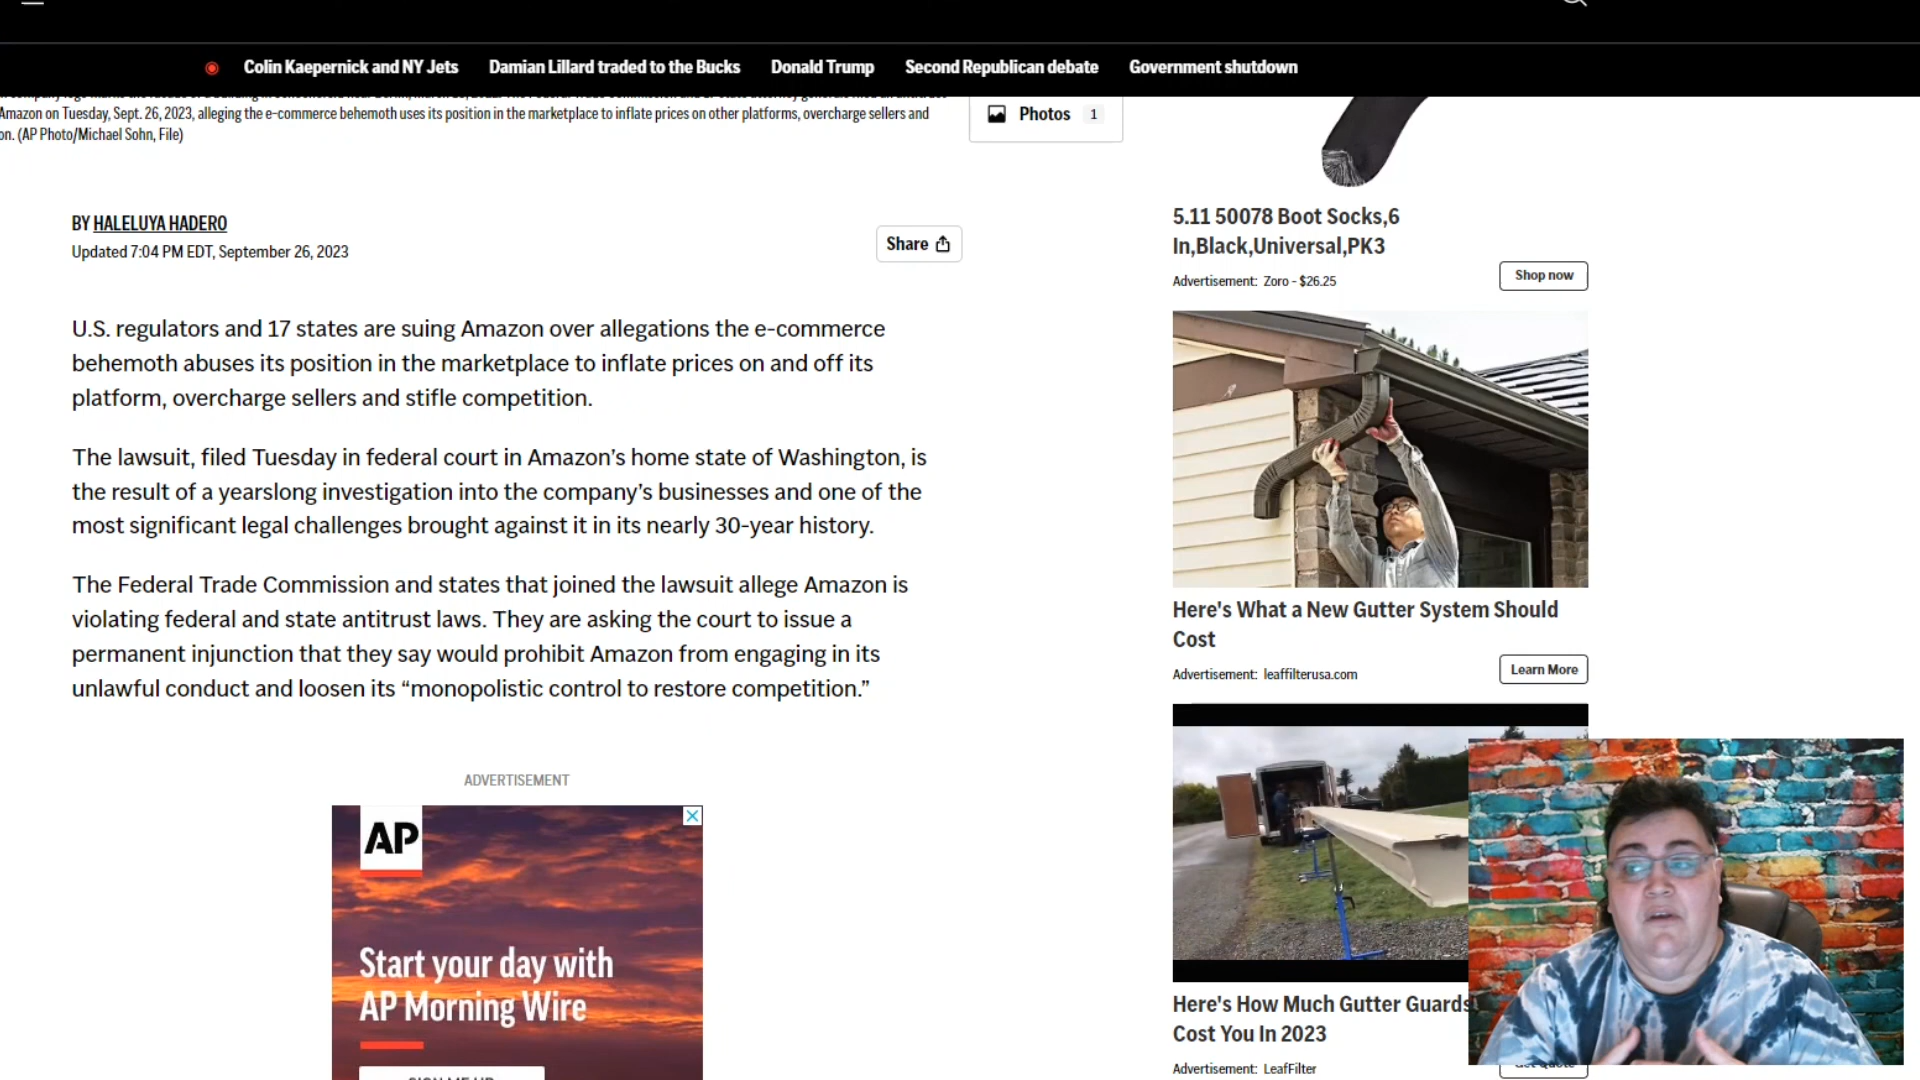 Colin Kaepernick and NY Jets Damian Lillard traded to the Bucks Donald Trump Second Republican debate Government shutdown
Amazon on Tuesday, Sept. 26, 2023, alleging the e-commerce behemoth uses its position in the marketplace to inflate prices on other platforms, overcharge sellers and
on. (AP Photo/Michael Sohn, File)
Photos 1
BY HALELUYA HADERO
Updated 7:04 PM EDT, September 26, 2023
Share
U.S. regulators and 17 states are suing Amazon over allegations the e-commerce
behemoth abuses its position in the marketplace to inflate prices on and off its
platform, overcharge sellers and stifle competition.
The lawsuit, filed Tuesday in federal court in Amazon’s home state of Washington, is
the result of a yearslong investigation into the company’s businesses and one of the
most significant legal challenges brought against it in its nearly 30-year history.
The Federal Trade Commission and states that joined the lawsuit allege Amazon is
violating federal and state antitrust laws. They are asking the court to issue a
permanent injunction that they say would prohibit Amazon from engaging in its
unlawful conduct and loosen its “monopolistic control to restore competition.”
ADVERTISEMENT
AP
Start your day with
AP Morning Wire
SIGN ME UP
5.11 50078 Boot Socks,6
In,Black,Universal,PK3
Advertisement: Zoro - $26.25
Shop now
Here's What a New Gutter System Should
Cost
Advertisement: leaffilterusa.com
Learn More
Here's How Much Gutter Guards
Cost You In 2023
Advertisement: LeafFilter
Get Quote